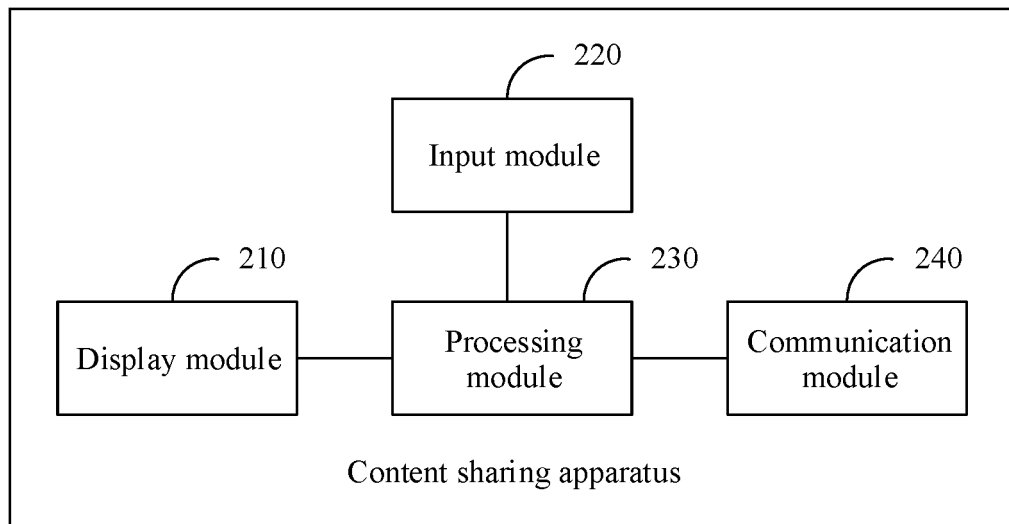 220
Input module
210
230
240
Display module
Processing
module
Communication
module
Content sharing apparatus